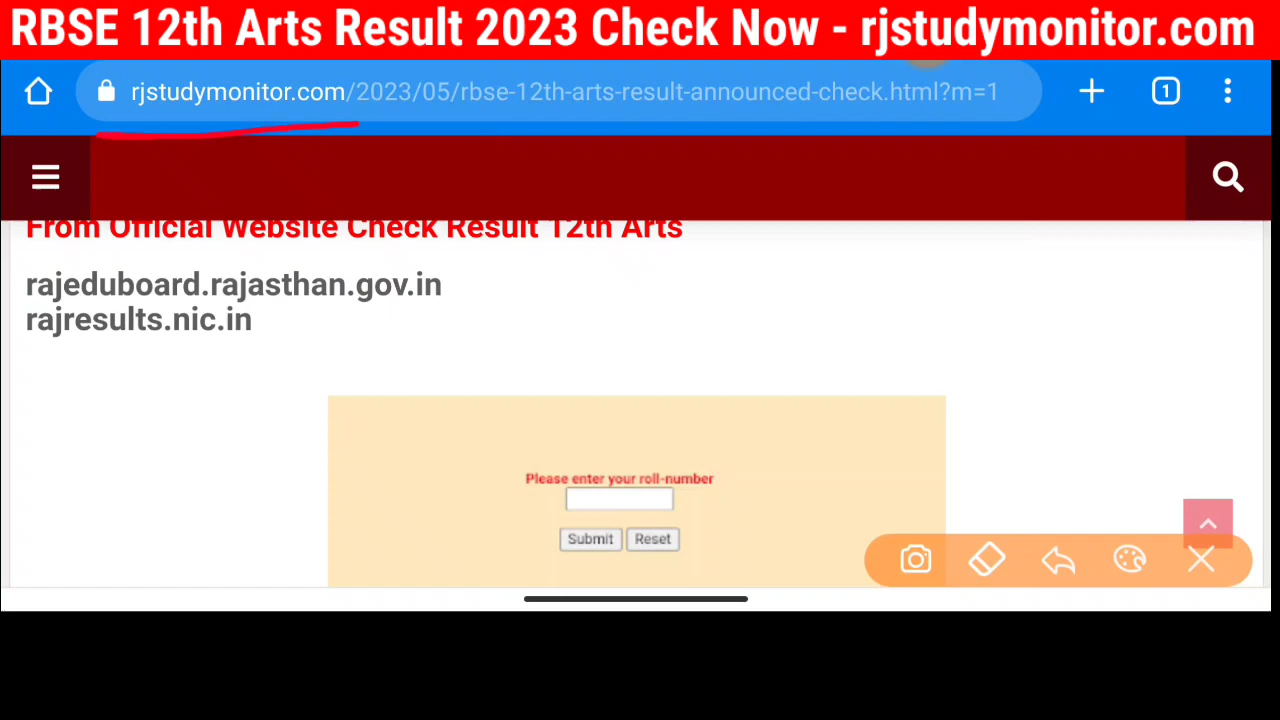 RBSE 12th Arts Result 2023 Check Now - rjstudymonitor.com
rjstudymonitor.com/2023/05/rbse-12th-arts-result-announced-check.html?m=1
1
From Official Website Check Result 12th Arts
rajeduboard.rajasthan.gov.in
rajresults.nic.in
Please enter your roll-number
Submit Reset